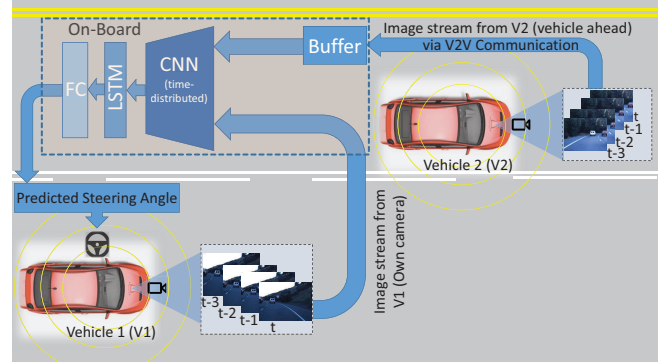 On-Board
FC
LSTM
CNN
(time-
distributed)
Buffer
Image stream from V2 (vehicle ahead)
via V2V Communication
t
t-1
t-2
t-3
Vehicle 2 (V2)
Predicted Steering Angle
Image stream from
V1 (Own camera)
t-3
t-2
t-1
t
Vehicle 1 (V1)